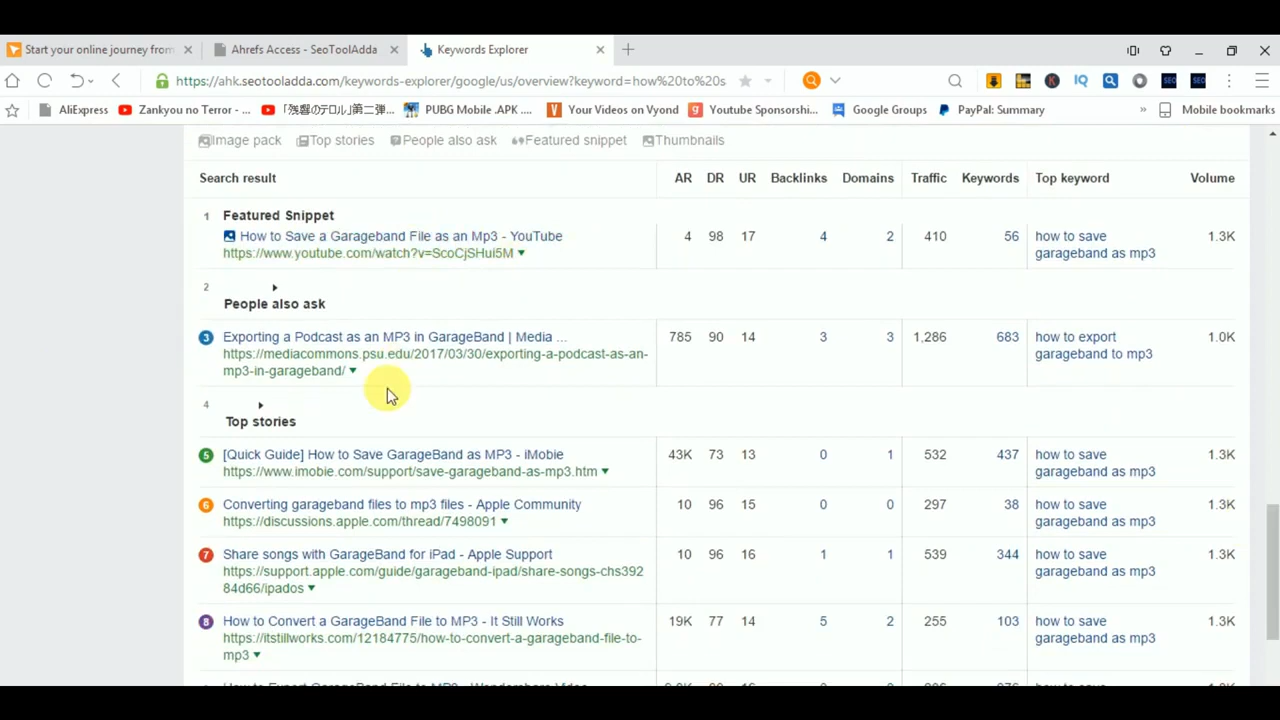 Start your online journey from
Ahrefs Access - SeoToolAdda
Keywords Explorer
https://ahk.seotooladda.com/keywords-explorer/google/us/overview?keyword=how%20to%20s
AliExpress
Zankyou no Terror - ...
「残響のテロル」第二弾...
PUBG Mobile .APK ....
Your Videos on Vyond
Youtube Sponsorshi...
Google Groups
PayPal: Summary
» Mobile bookmarks
Image pack Top stories People also ask Featured snippet Thumbnails
Search result AR DR UR Backlinks Domains Traffic Keywords Top keyword Volume
1 Featured Snippet
How to Save a Garageband File as an Mp3 - YouTube 4 98 17 4 2 410 56 how to save 1.3K
https://www.youtube.com/watch?v=ScoCjSHui5M garageband as mp3
2
People also ask
3 Exporting a Podcast as an MP3 in GarageBand | Media ... 785 90 14 3 3 1,286 683 how to export 1.0K
https://mediacommons.psu.edu/2017/03/30/exporting-a-podcast-as-an- garageband to mp3
mp3-in-garageband/
4
Top stories
5 [Quick Guide] How to Save GarageBand as MP3 - iMobie 43K 73 13 0 1 532 437 how to save 1.3K
https://www.imobie.com/support/save-garageband-as-mp3.htm garageband as mp3
6 Converting garageband files to mp3 files - Apple Community 10 96 15 0 0 297 38 how to save 1.3K
https://discussions.apple.com/thread/7498091 garageband as mp3
7 Share songs with GarageBand for iPad - Apple Support 10 96 16 1 1 539 344 how to save 1.3K
https://support.apple.com/guide/garageband-ipad/share-songs-chs392 garageband as mp3
84d66/ipados
8 How to Convert a GarageBand File to MP3 - It Still Works 19K 77 14 5 2 255 103 how to save 1.3K
https://itstillworks.com/12184775/how-to-convert-a-garageband-file-to- garageband as mp3
mp3